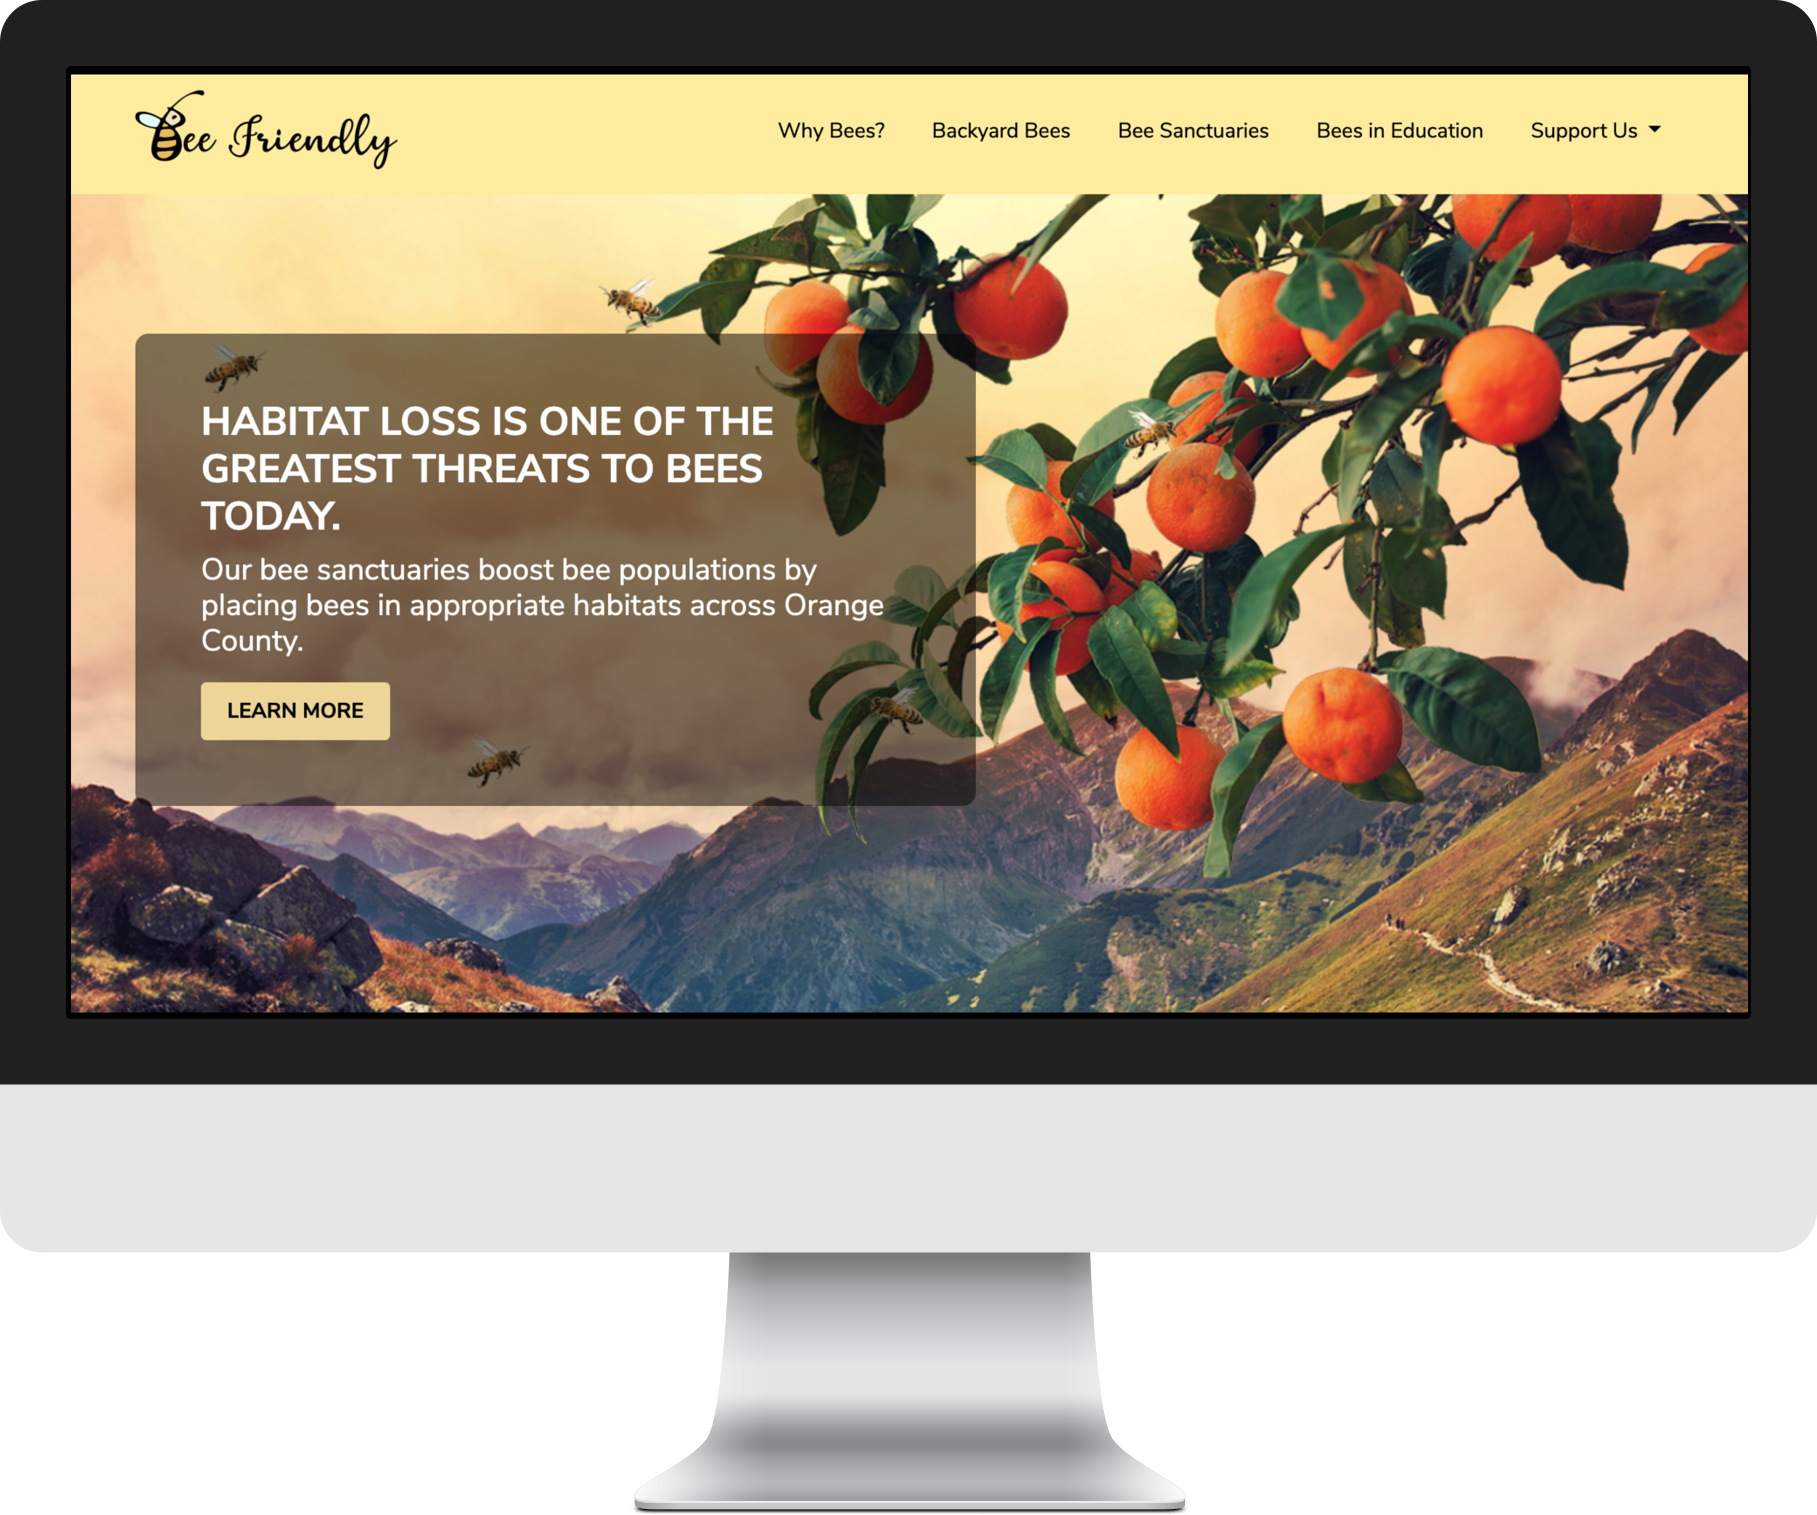 Bee Friendly
Why Bees?
Backyard Bees
Bee Sanctuaries
Bees in Education
Support Us
HABITAT LOSS IS ONE OF THE
GREATEST THREATS TO BEES
TODAY.
Our bee sanctuaries boost bee populations by
placing bees in appropriate habitats across Orange
County.
LEARN MORE